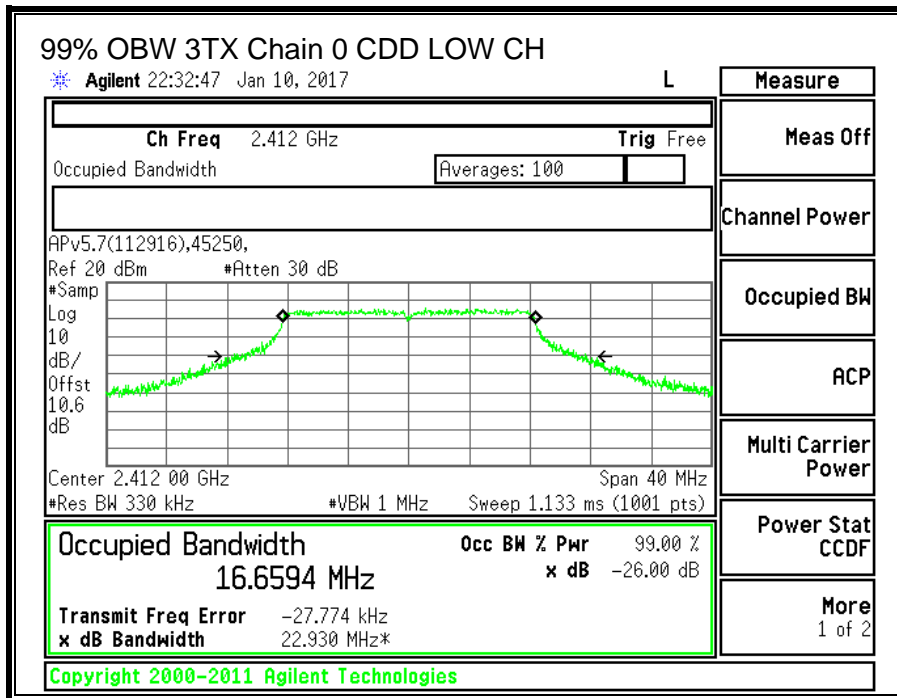 99% OBW 3TX Chain 0 CDD LOW CH
Agilent 22:32:47 Jan 10, 2017 L
Measure
Ch Freq 2.412 GHz Trig Free
Meas Off
Occupied Bandwidth Averages: 100
Channel Power
APv5.7(112916),45250,
Ref 20 dBm #Atten 30 dB
#Samp
Log
10
dB/
Offst
10.6
dB
Occupied BW
ACP
Multi Carrier
Power
Center 2.412 00 GHz Span 40 MHz
#Res BW 330 kHz #VBW 1 MHz Sweep 1.133 ms (1001 pts)
Power Stat
CCDF
Occupied Bandwidth Occ BW % Pwr 99.00 %
16.6594 MHz x dB -26.00 dB
Transmit Freq Error -27.774 kHz
x dB Bandwidth 22.930 MHz*
More
1 of 2
Copyright 2000-2011 Agilent Technologies